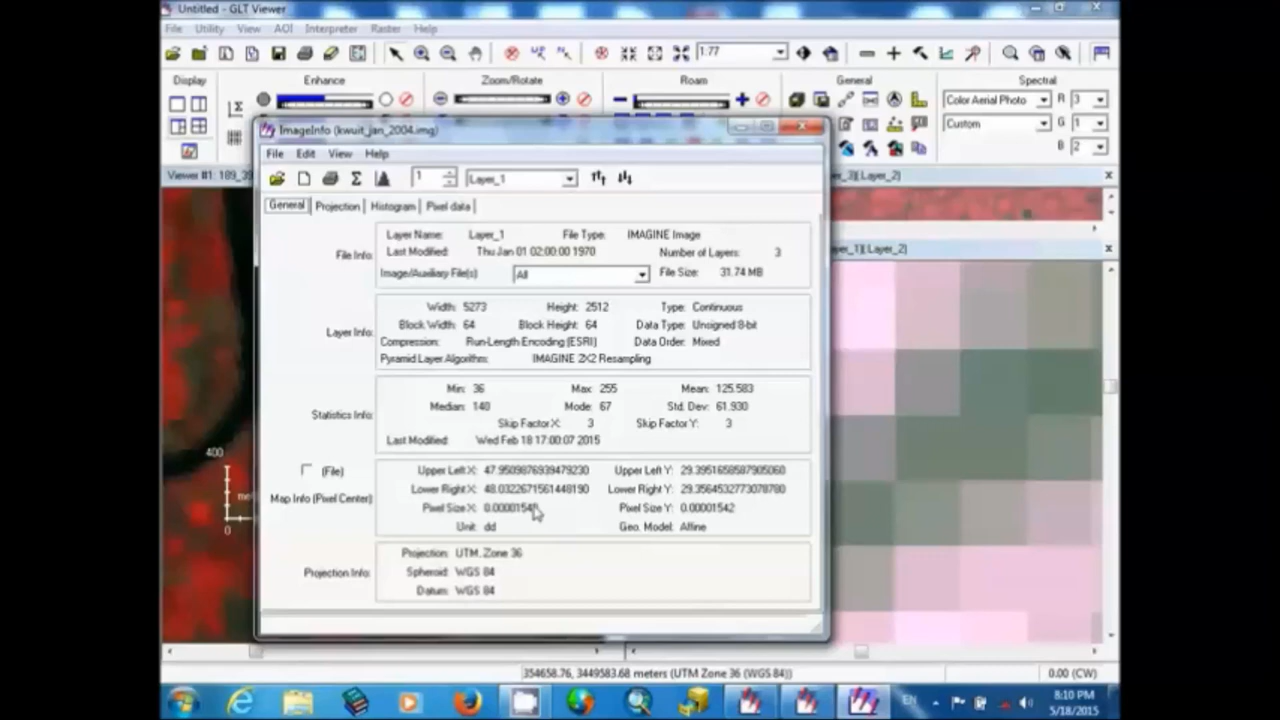 Untitled - GLT Viewer
File Utility View AOI Interpreter Raster Help
1.77
Display Enhance Zoom/Rotate Roam General Spectral
Color Aerial Photo R 3
Custom G 1
B 2
ImageInfo (kwuit_jan_2004.img)
File Edit View Help
1 Layer_1
General Projection Histogram Pixel data
Viewer #1: 189_39
_3)(Layer_2)
ayer_1)(Layer_2)
File Info: Layer Name: Layer_1 File Type: IMAGINE Image
Last Modified: Thu Jan 01 02:00:00 1970 Number of Layers: 3
Image/Auxiliary File(s) All File Size: 31.74 MB
Layer Info: Width: 5273 Height: 2512 Type: Continuous
Block Width: 64 Block Height: 64 Data Type: Unsigned 8-bit
Compression: Run-Length Encoding (ESRI) Data Order: Mixed
Pyramid Layer Algorithm: IMAGINE 2X2 Resampling
Statistics Info: Min: 36 Max: 255 Mean: 125.583
Median: 140 Mode: 67 Std. Dev: 61.930
Skip Factor X: 3 Skip Factor Y: 3
Last Modified: Wed Feb 18 17:00:07 2015
400
(File)
Map Info (Pixel Center): Upper Left X: 47.9509876939479230 Upper Left Y: 29.3951658587905060
Lower Right X: 48.0322671561448190 Lower Right Y: 29.3564532773078780
Pixel Size X: 0.0000154 Pixel Size Y: 0.00001542
Unit: dd Geo. Model: Affine
0
Projection Info: Projection: UTM, Zone 36
Spheroid: WGS 84
Datum: WGS 84
354658.76, 3449583.68 meters (UTM Zone 36 (WGS 84)) 0.00 (CW)
EN
8:10 PM
5/18/2015